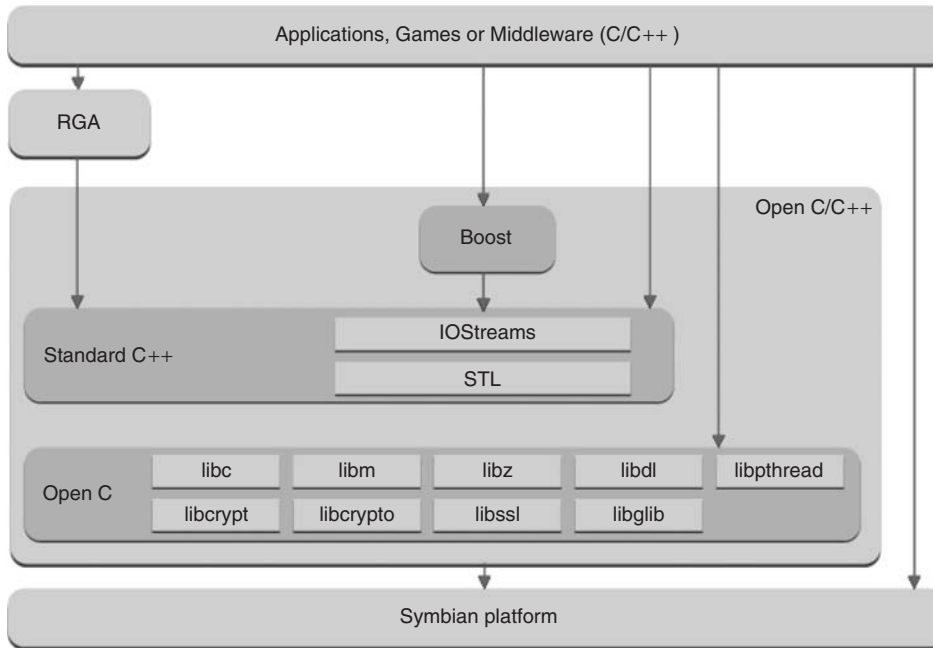 Applications, Games or Middleware (C/C++ )
RGA
Open C/C++
Boost
Standard C++
IOStreams
STL
Open C
libc
libm
libz
libdl
libpthread
libcrypt
libcrypto
libssl
libglib
Symbian platform